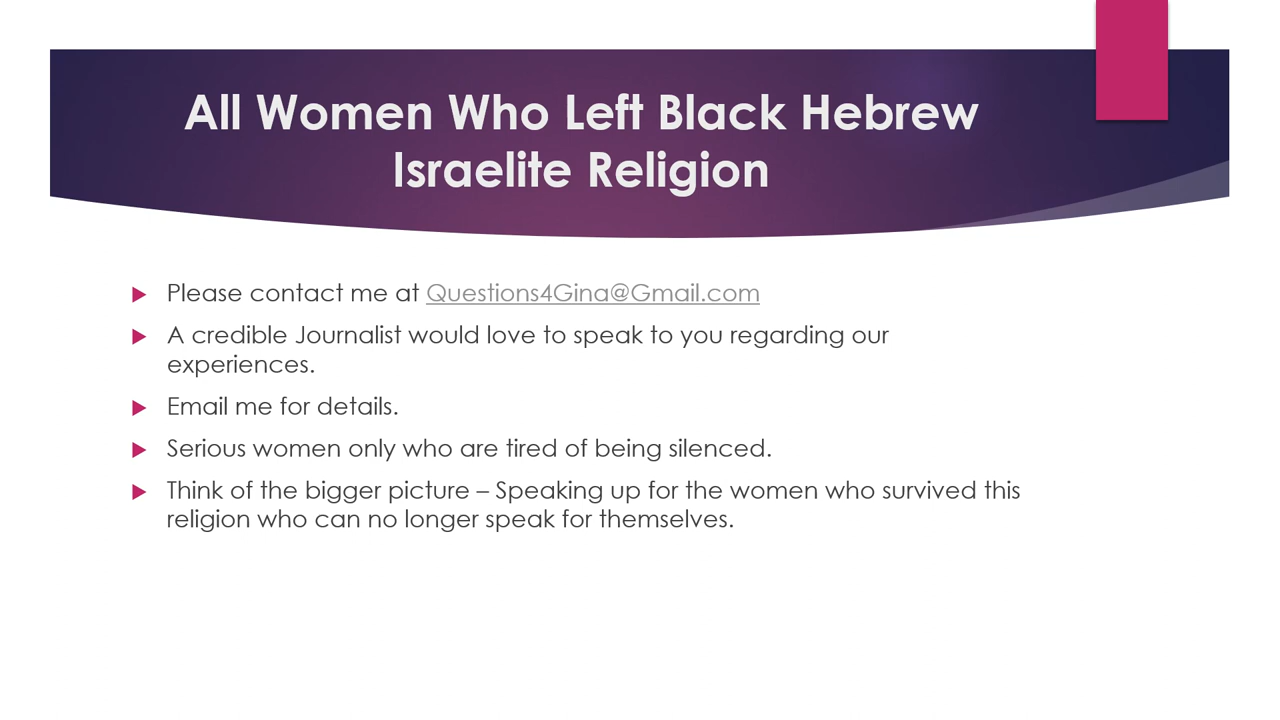 All Women Who Left Black Hebrew
Israelite Religion
Please contact me at Questions4Gina@Gmail.com
A credible Journalist would love to speak to you regarding our
experiences.
Email me for details.
Serious women only who are tired of being silenced.
Think of the bigger picture – Speaking up for the women who survived this
religion who can no longer speak for themselves.